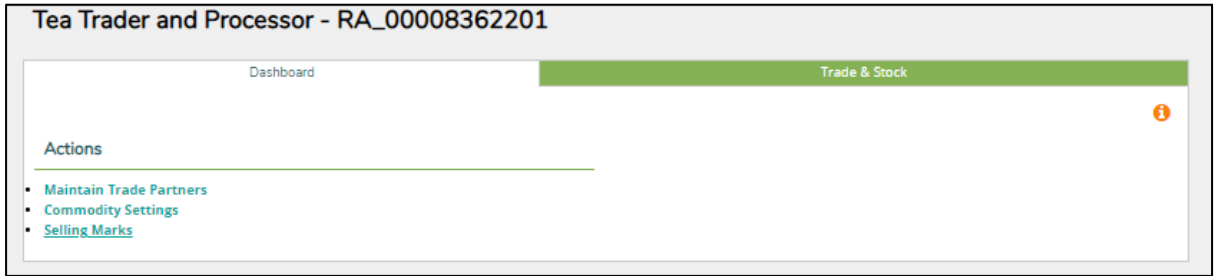 Tea Trader and Processor - RA_00008362201
Dashboard
Trade & Stock
Actions
Maintain Trade Partners
Commodity Settings
Selling Marks